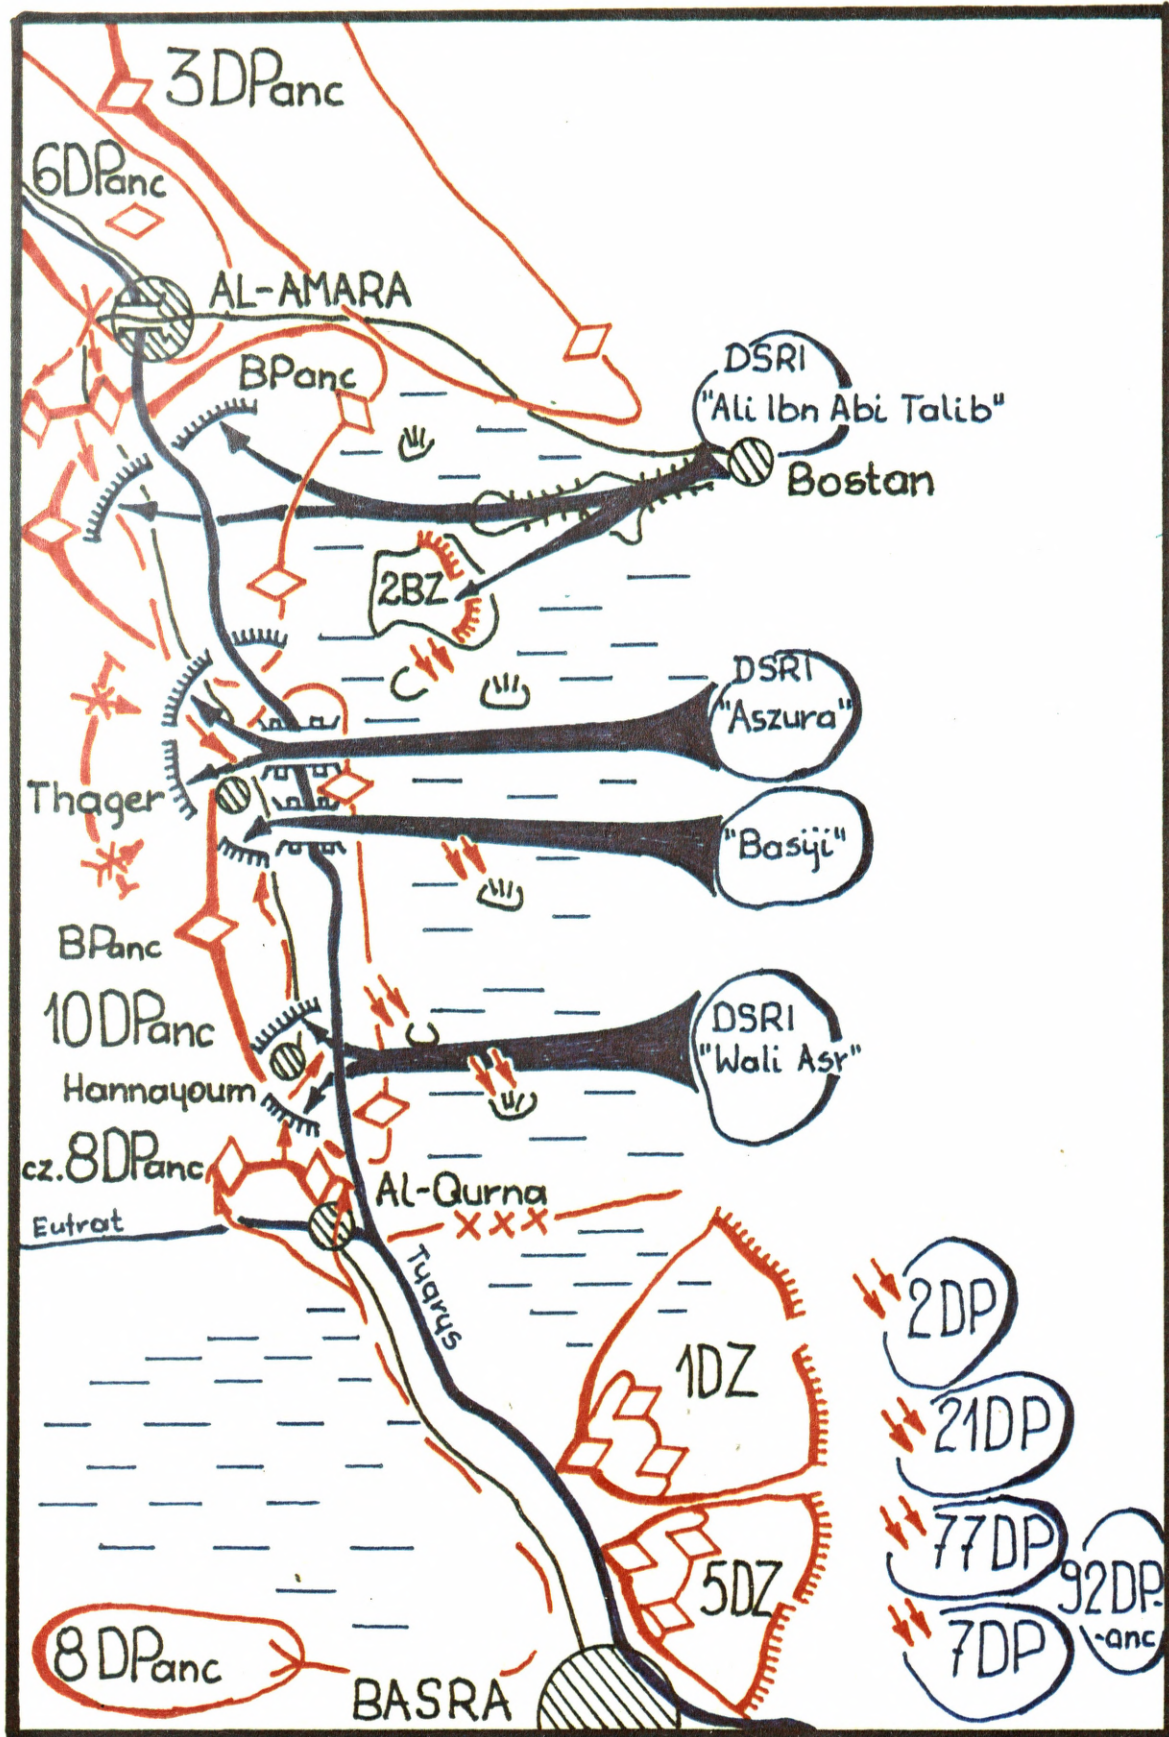 3DPanc
6DPanc
AL-AMARA
BPanc
DSRI
"Ali Ibn Abi Talib"
Bostan
2BZ
DSRI
"Aszura"
Thager
"Basiji"
BPanc
10DPanc
DSRI
"Wali Asr"
Hannayoum
cz. 8DPanc
AL-Qurna
Eufrat
XXX
Tygrys
2DP
1DZ
21DP
77DP
5DZ
92DP-
-anc
7DP
8DPanc
BASRA